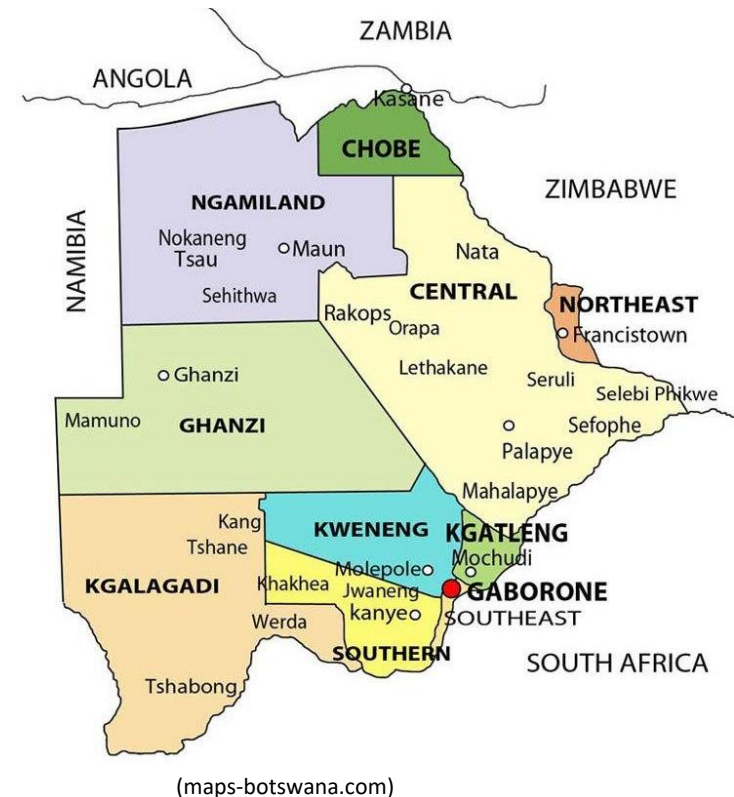 ZAMBIA
ANGOLA
Kasane
CHOBE
ZIMBABWE
NAMIBIA
NGAMILAND
Nokaneng
Tsau
Maun
Sehithwa
Nata
CENTRAL
NORTHEAST
Rakops
Orapa
Francistown
Lethakane
Seruli
Selebi Phikwe
Ghanzi
Mamuno
GHANZI
Sefophe
Palapye
Mahalapye
Kang
Tshane
KWENENG
KGATLENG
Mochudi
Molepole
KGALAGADI
Khakhea
Jwaneng
GABORONE
kanye
SOUTHEAST
Werda
SOUTHERN
SOUTH AFRICA
Tshabong
(maps-botswana.com)